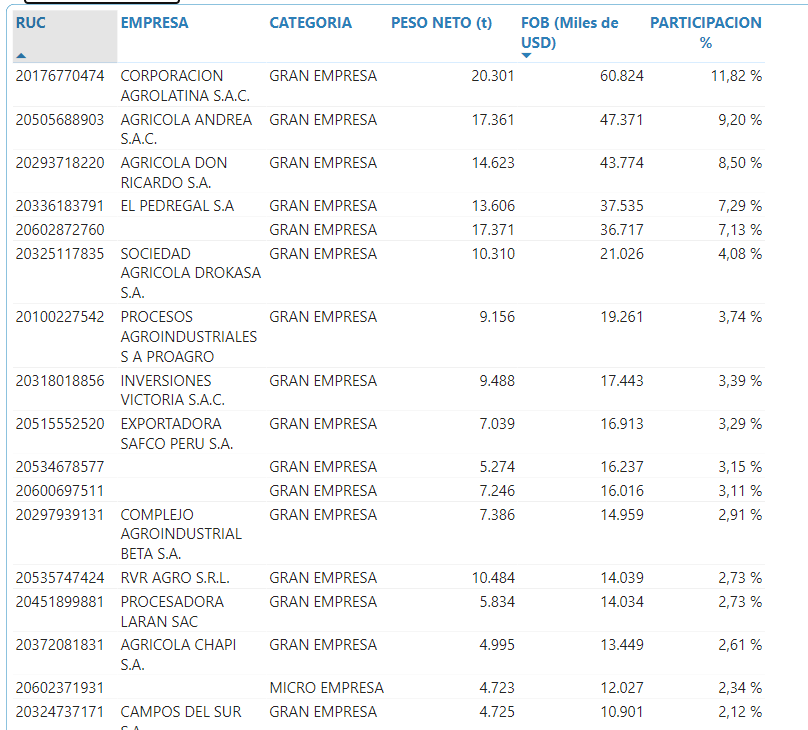 RUC EMPRESA CATEGORIA PESO NETO (t) FOB (Miles de PARTICIPACION
USD) %
20176770474 CORPORACION GRAN EMPRESA 20.301 60.824 11,82 %
AGROLATINA S.A.C.
20505688903 AGRICOLA ANDREA GRAN EMPRESA 17.361 47.371 9,20 %
S.A.C.
20293718220 AGRICOLA DON GRAN EMPRESA 14.623 43.774 8,50 %
RICARDO S.A.
20336183791 EL PEDREGAL S.A GRAN EMPRESA 13.606 37.535 7,29 %
20602872760 GRAN EMPRESA 17.371 36.717 7,13 %
20325117835 SOCIEDAD GRAN EMPRESA 10.310 21.026 4,08 %
AGRICOLA DROKASA
S.A.
20100227542 PROCESOS GRAN EMPRESA 9.156 19.261 3,74 %
AGROINDUSTRIALES
S A PROAGRO
20318018856 INVERSIONES GRAN EMPRESA 9.488 17.443 3,39 %
VICTORIA S.A.C.
20515552520 EXPORTADORA GRAN EMPRESA 7.039 16.913 3,29 %
SAFCO PERU S.A.
20534678577 GRAN EMPRESA 5.274 16.237 3,15 %
20600697511 GRAN EMPRESA 7.246 16.016 3,11 %
20297939131 COMPLEJO GRAN EMPRESA 7.386 14.959 2,91 %
AGROINDUSTRIAL
BETA S.A.
20535747424 RVR AGRO S.R.L. GRAN EMPRESA 10.484 14.039 2,73 %
20451899881 PROCESADORA GRAN EMPRESA 5.834 14.034 2,73 %
LARAN SAC
20372081831 AGRICOLA CHAPI GRAN EMPRESA 4.995 13.449 2,61 %
S.A.
20602371931 MICRO EMPRESA 4.723 12.027 2,34 %
20324737171 CAMPOS DEL SUR GRAN EMPRESA 4.725 10.901 2,12 %